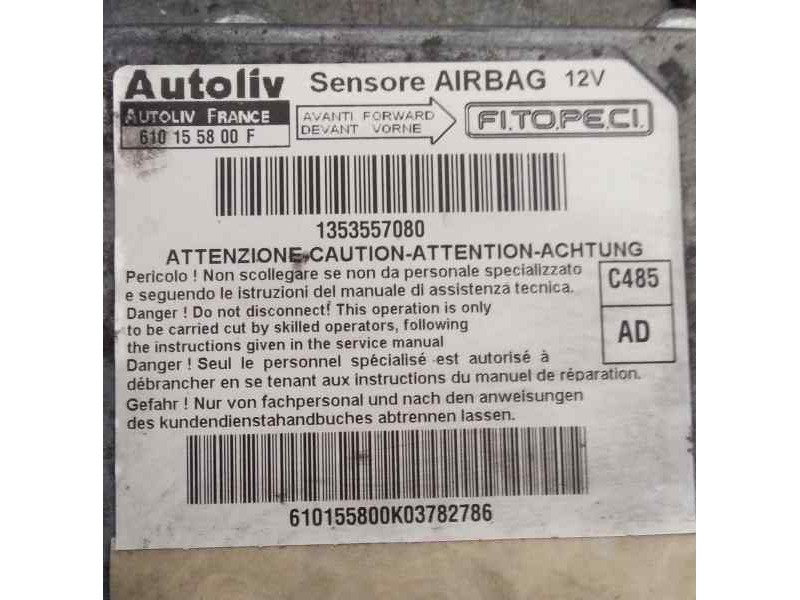 Autoliv Sensore AIRBAG 12V
AUTOLIV FRANCE
610 15 58 00 F
AVANTI FORWARD
DEVANT VORNE
FI.TO.PE.CI.
1353557080
ATTENZIONE-CAUTION-ATTENTION-ACHTUNG
Pericolo ! Non scollegare se non da personale specializzato
e seguendo le istruzioni del manuale di assistenza tecnica.
C485
Danger ! Do not disconnect! This operation is only
to be carried cut by skilled operators, following
the instructions given in the service manual
AD
Danger ! Seul le personnel spécialisé est autorisé à
débrancher en se tenant aux instructions du manuel de réparation.
Gefahr ! Nur von fachpersonal und nach den anweisungen
des kundendienstahandbuches abtrennen lassen.
610155800K03782786